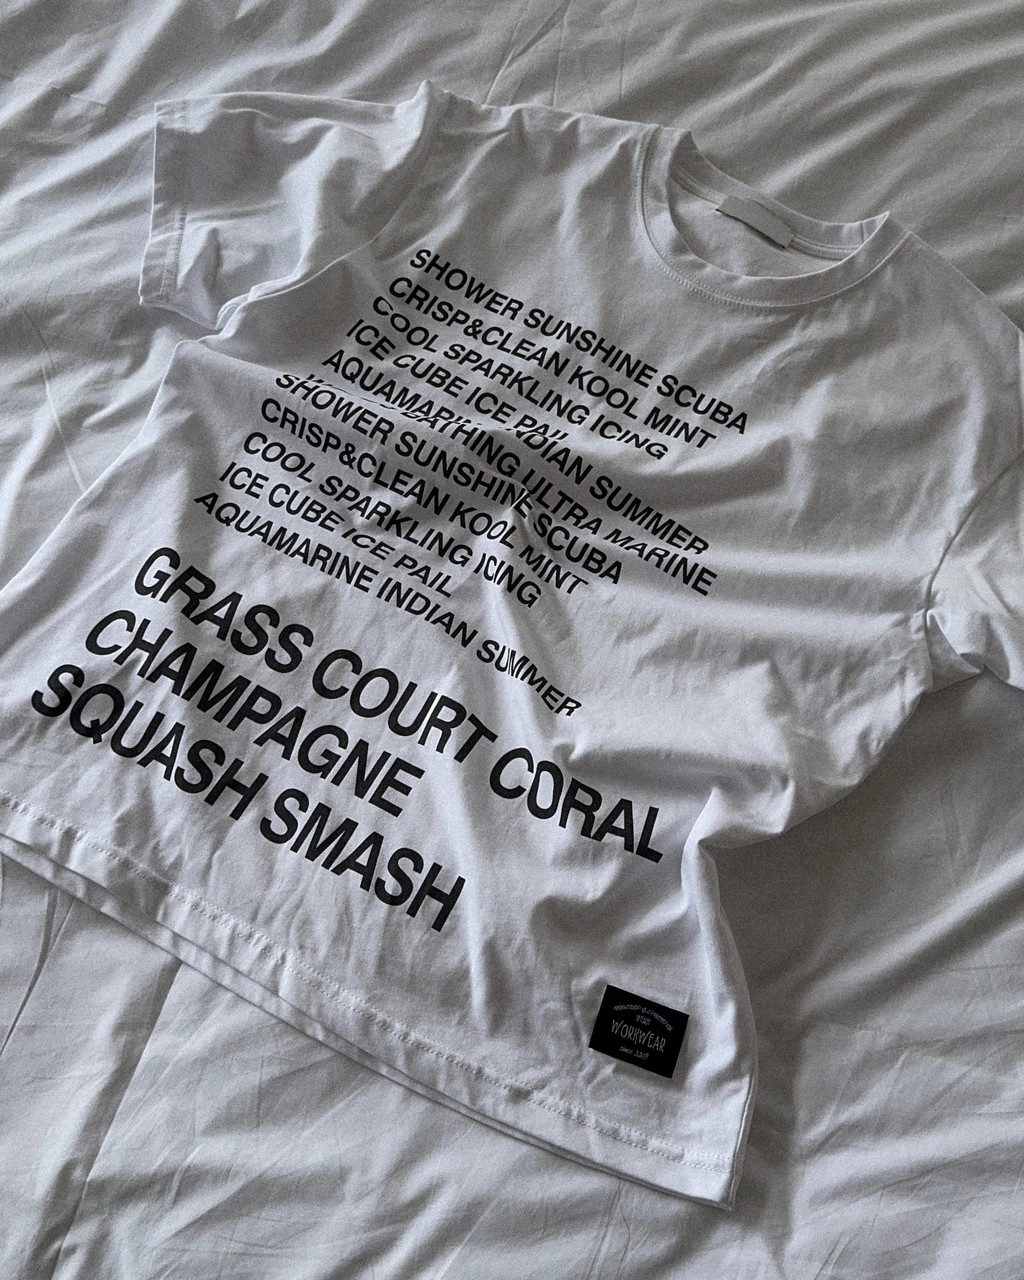 SHOWER SUNSHINE SCUBA
CRISP&CLEAN KOOL MINT
COOL SPARKLING ICING
ICE CUBE ICE PAIL
AQUAMARINE INDIAN SUMMER
ULTRA MARINE
SHOWER SUNSHINE SCUBA
CRISP&CLEAN KOOL MINT
COOL SPARKLING ICING
ICE CUBE ICE PAIL
AQUAMARINE INDIAN SUMMER
GRASS COURT CORAL
CHAMPAGNE
SQUASH SMASH
WORKWEAR